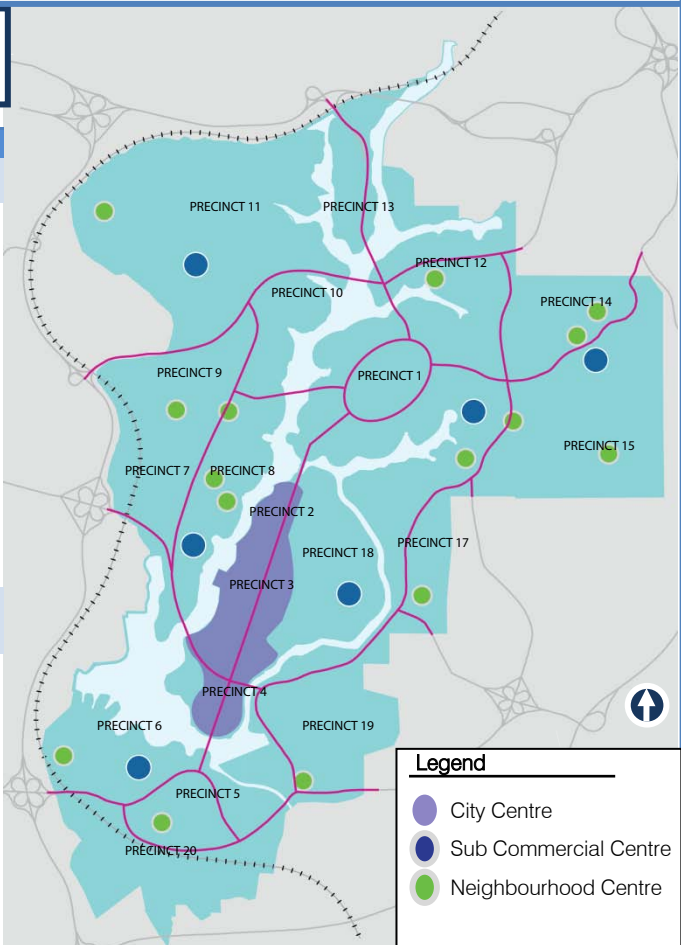 PRECINCT 11
PRECINCT 13
PRECINCT 12
PRECINCT 10
PRECINCT 14
PRECINCT 9
PRECINCT 1
PRECINCT 15
PRECINCT 7
PRECINCT 8
PRECINCT 2
PRECINCT 17
PRECINCT 18
PRECINCT 3
PRECINCT 4
PRECINCT 6
PRECINCT 19
PRECINCT 5
PRECINCT 20
Legend
City Centre
Sub Commercial Centre
Neighbourhood Centre